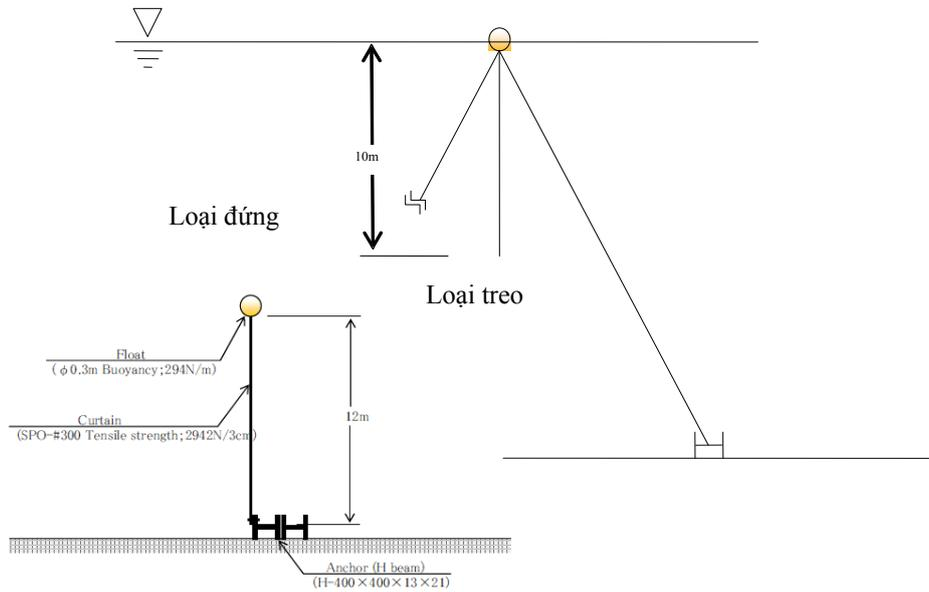 10m
Loại đứng
Loại treo
Float
(ϕ0.3m Buoyancy;294N/m)
12m
Curtain
(SPO-#300 Tensile strength;2942N/3cm)
Anchor (H beam)
(H-400×400×13×21)